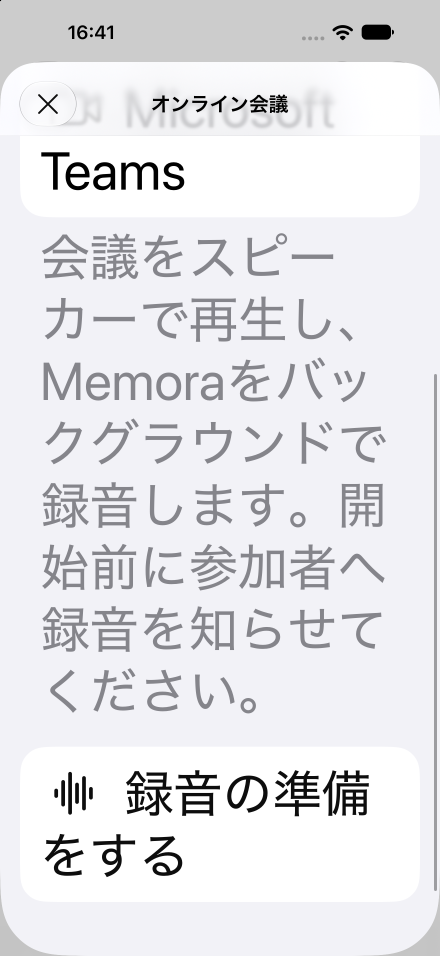 16:41
オンライン会議
Microsoft
Teams
会議をスピー
カーで再生し、
Memoraをバッ
クグラウンドで
録音します。開
始前に参加者へ
録音を知らせて
ください。
録音の準備
をする